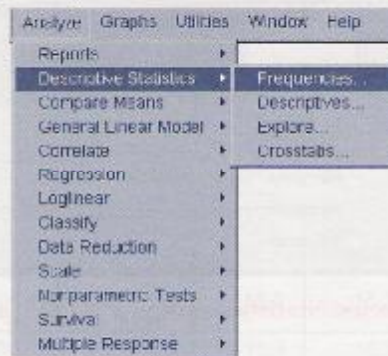 Analyze Graphs Utilities Window Help
Reports
Descriptive Statistics
Frequencies...
Compare Means
Descriptives...
General Linear Model
Explore...
Correlate
Crosstabs...
Regression
Loglinear
Classify
Data Reduction
Scale
Nonparametric Tests
Survival
Multiple Response